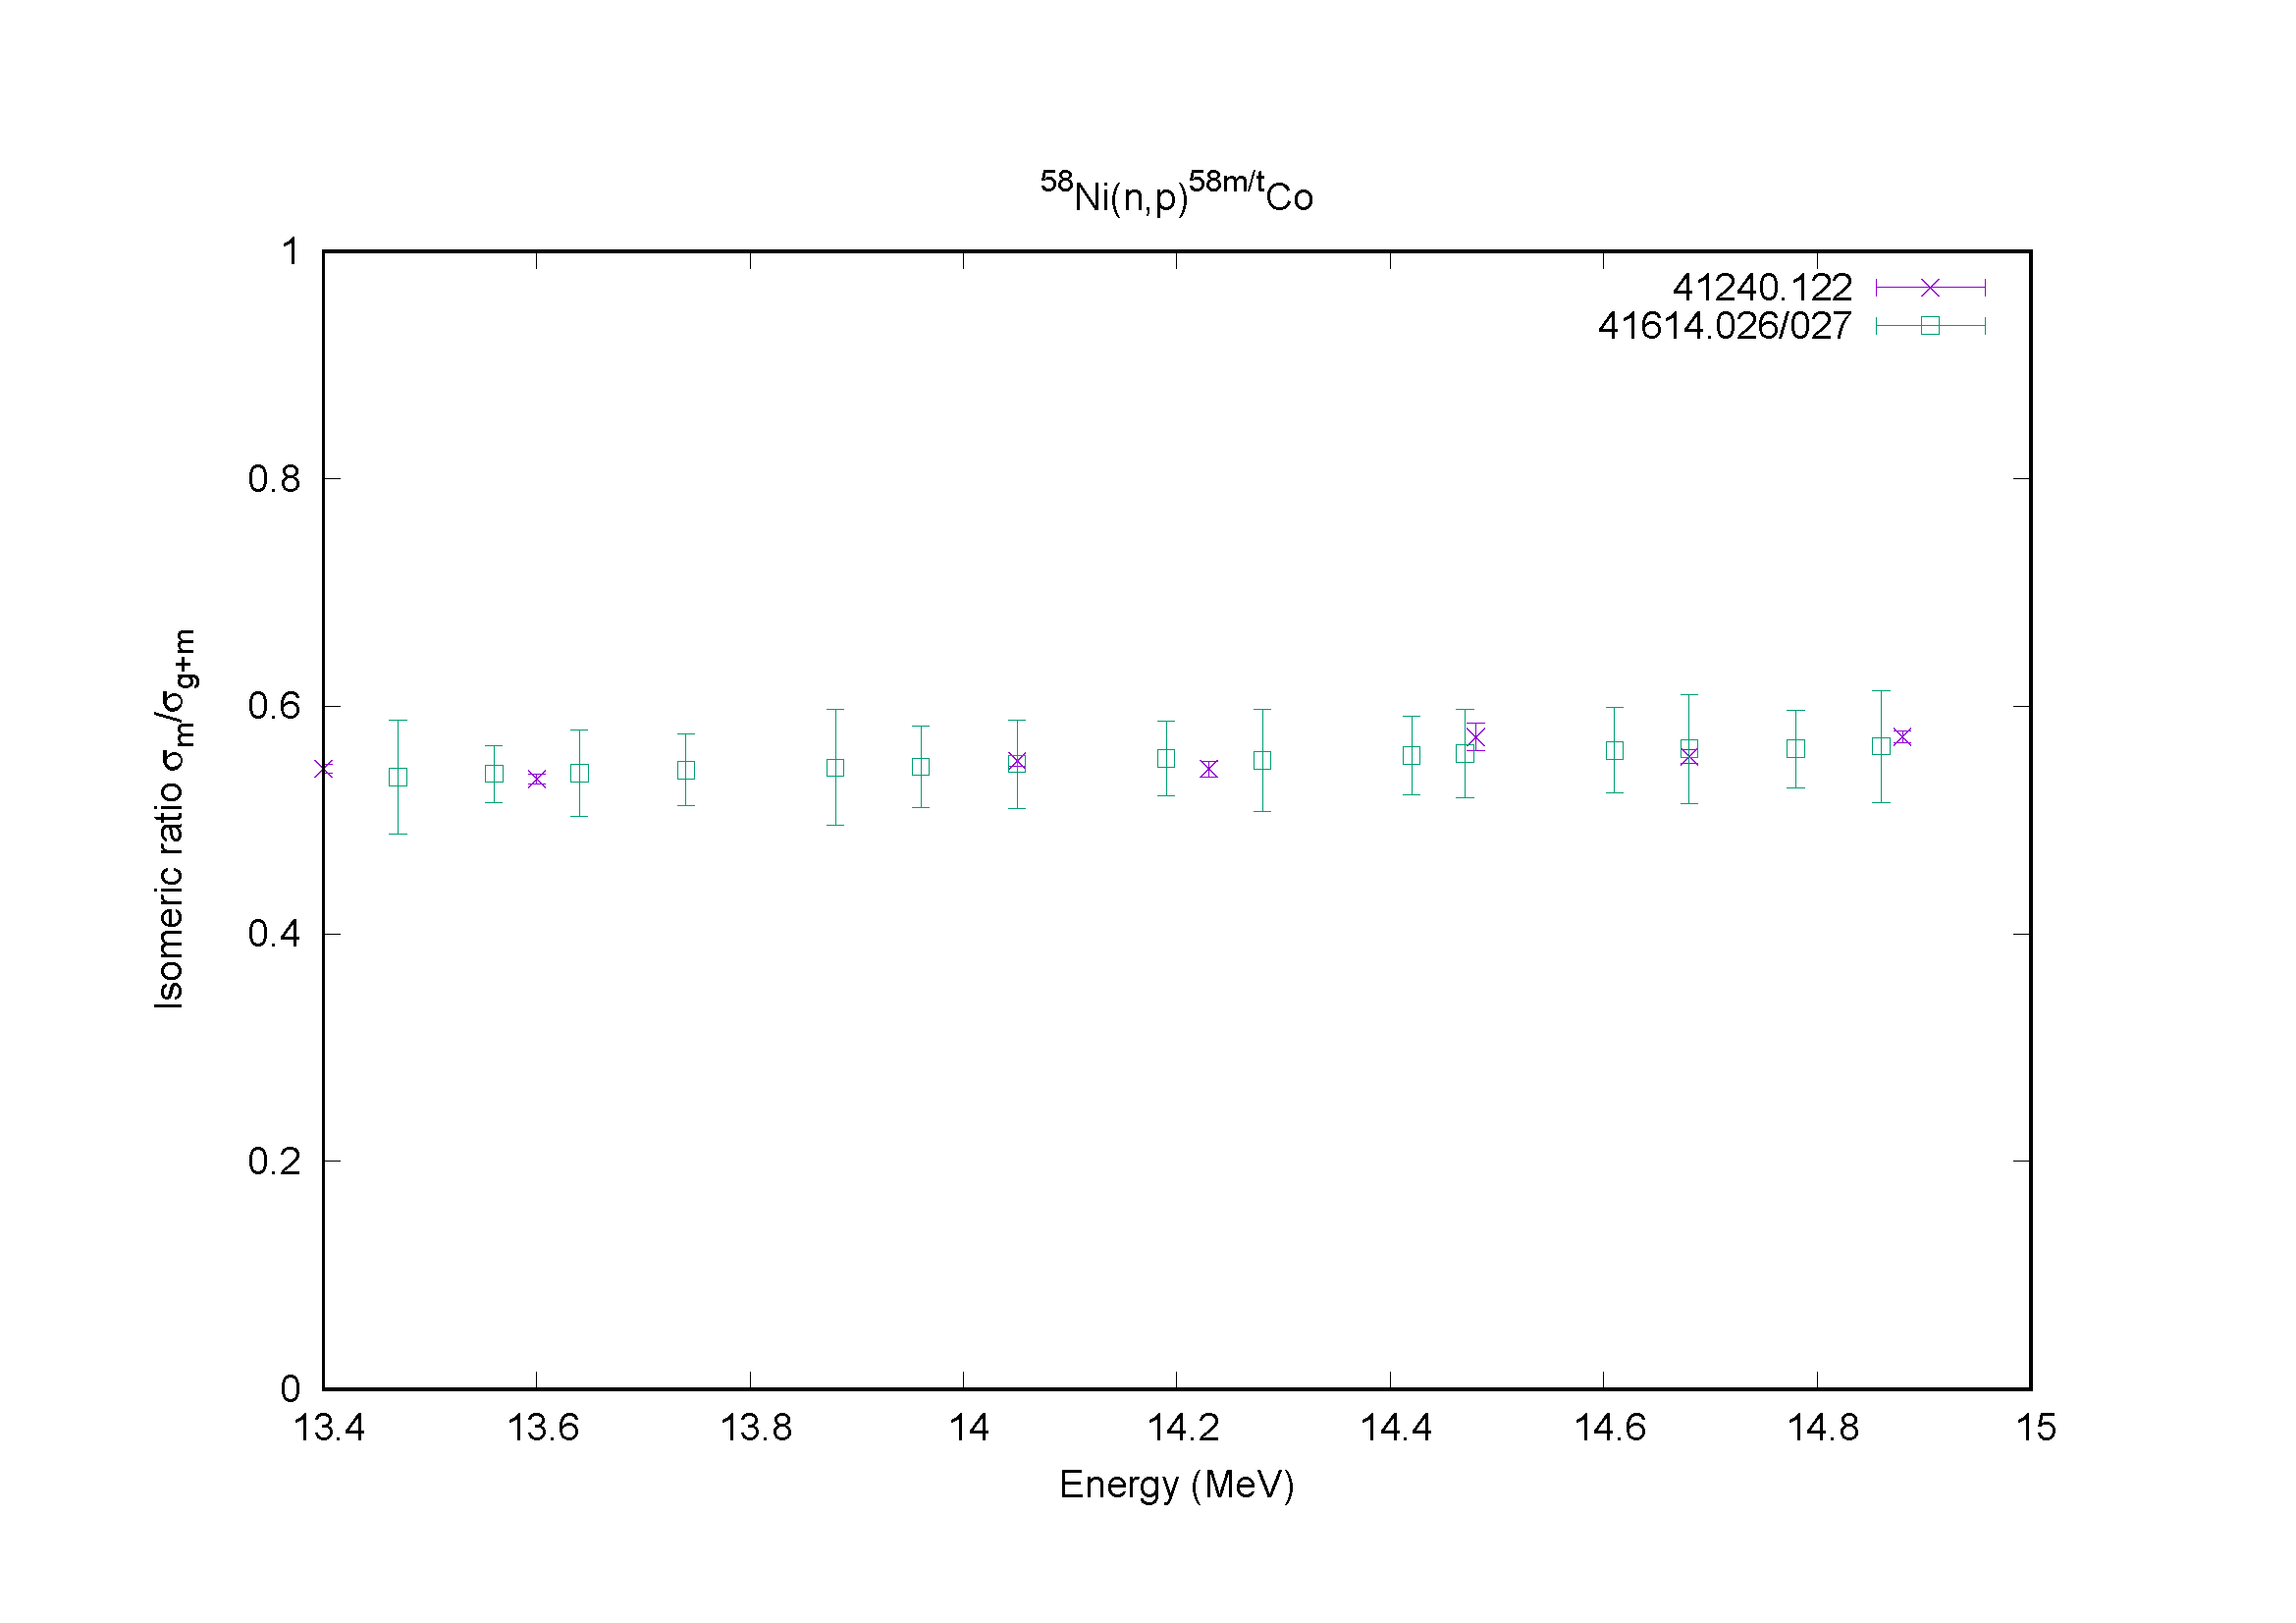 58Ni(n,p)58m/tCo
41240.122
41614.026/027
1
0.8
0.6
0.4
0.2
0
Isomeric ratio σm/σg+m
13.4 13.6 13.8 14 14.2 14.4 14.6 14.8 15
Energy (MeV)